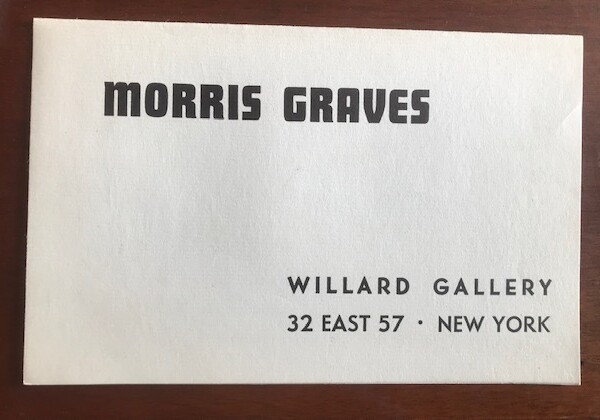 MORRIS GRAVES
WILLARD GALLERY
32 EAST 57 · NEW YORK